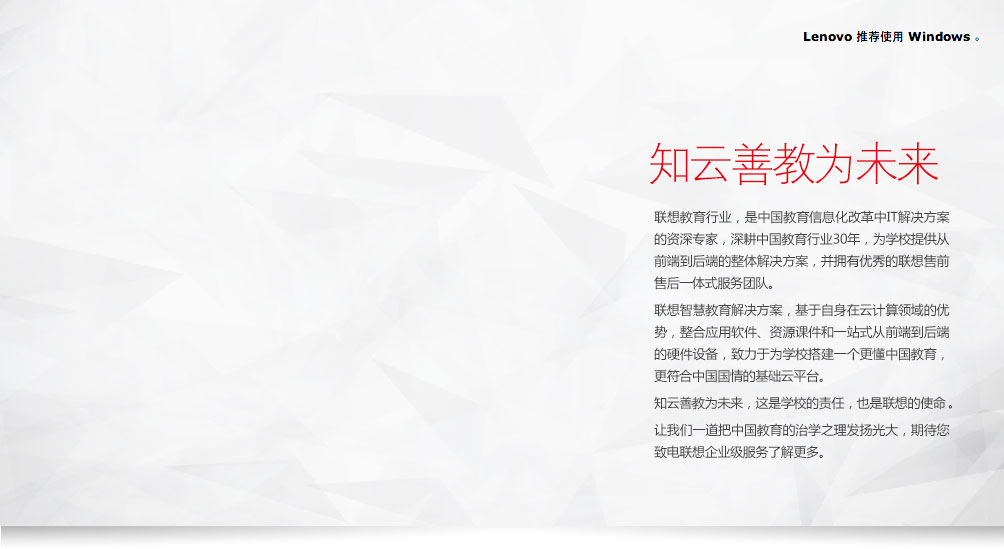 Lenovo 推荐使用 Windows 。
知云善教为未来
联想教育行业，是中国教育信息化改革中IT解决方案
的资深专家，深耕中国教育行业30年，为学校提供从
前端到后端的整体解决方案，并拥有优秀的联想售前
售后一体式服务团队。
联想智慧教育解决方案，基于自身在云计算领域的优
势，整合应用软件、资源课件和一站式从前端到后端
的硬件设备，致力于为学校搭建一个更懂中国教育，
更符合中国国情的基础云平台。
知云善教为未来，这是学校的责任，也是联想的使命。
让我们一道把中国教育的治学之理发扬光大，期待您
致电联想企业级服务了解更多。